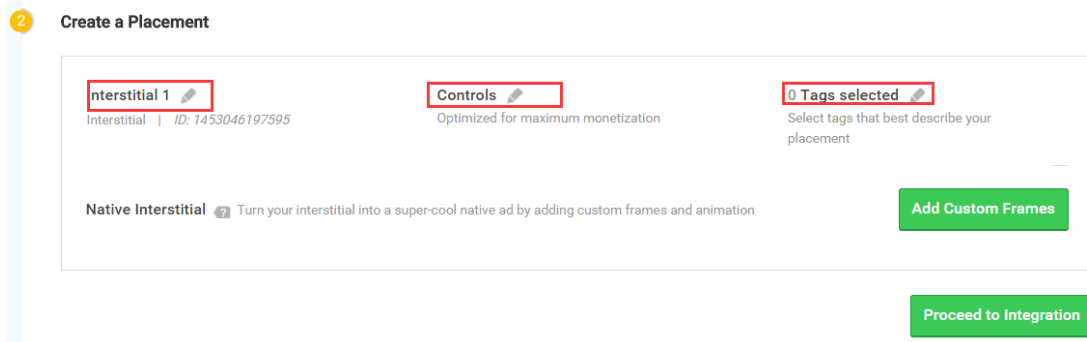 2 Create a Placement
nterstitial 1 Controls 0 Tags selected
Interstitial | ID: 1453046197595 Optimized for maximum monetization Select tags that best describe your
placement
Native Interstitial ? Turn your interstitial into a super-cool native ad by adding custom frames and animation Add Custom Frames
Proceed to Integration